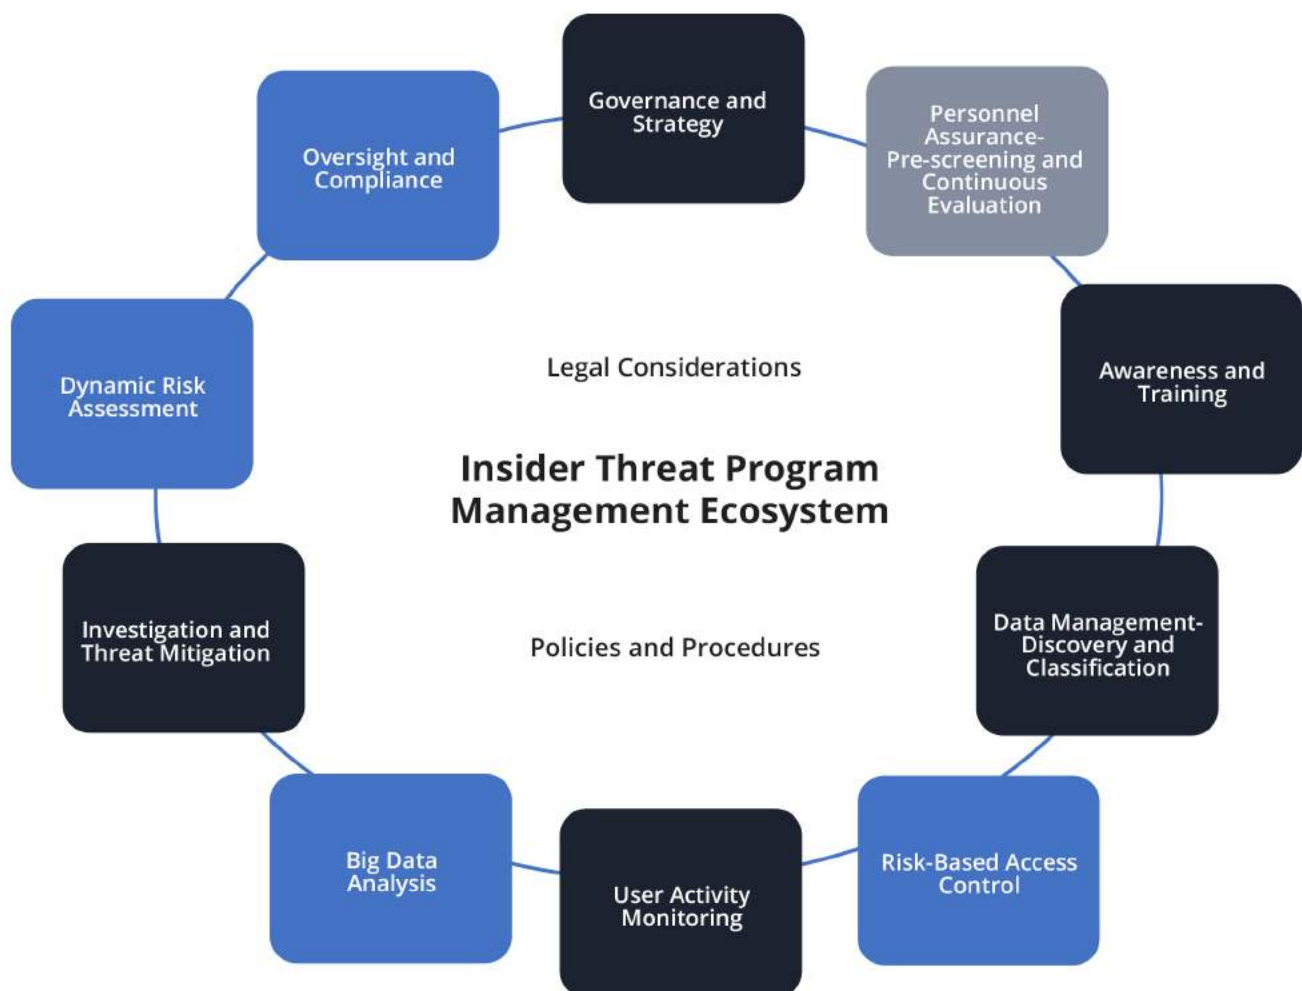 Governance and
Strategy
Personnel
Assurance-
Pre-screening and
Continuous
Evaluation
Oversight and
Compliance
Dynamic Risk
Assessment
Legal Considerations
Awareness and
Training
Insider Threat Program
Management Ecosystem
Investigation and
Threat Mitigation
Policies and Procedures
Data Management-
Discovery and
Classification
Big Data
Analysis
User Activity
Monitoring
Risk-Based Access
Control